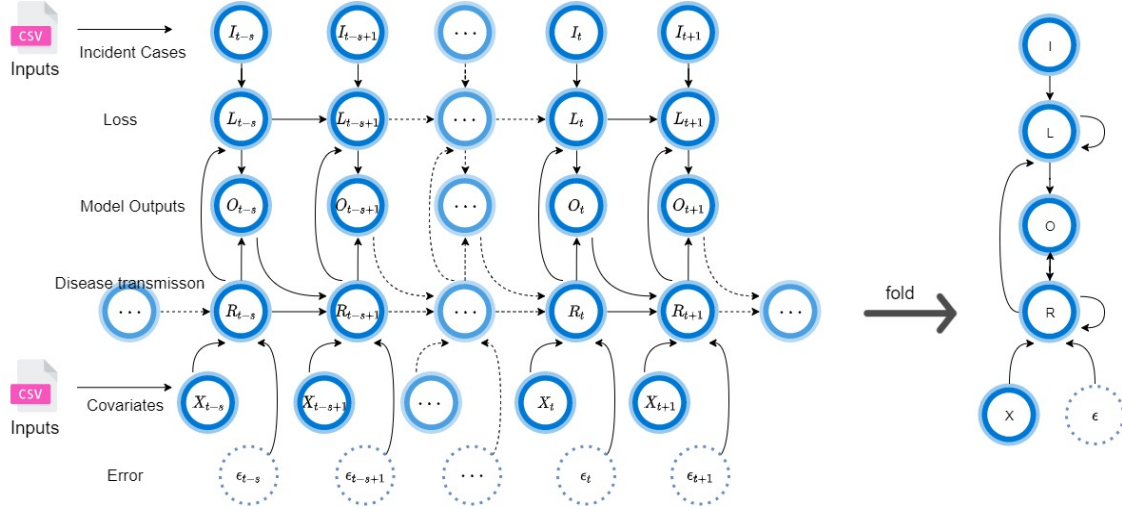 CSV
Inputs
Incident Cases
I_{t-s}
I_{t-s+1}
...
I_t
I_{t+1}
I
Loss
L_{t-s}
L_{t-s+1}
...
L_t
L_{t+1}
L
Model Outputs
O_{t-s}
O_{t-s+1}
...
O_t
O_{t+1}
O
Disease transmisson
...
R_{t-s}
R_{t-s+1}
...
R_t
R_{t+1}
...
fold
R
CSV
Inputs
Covariates
X_{t-s}
X_{t-s+1}
...
X_t
X_{t+1}
X
ϵ
Error
ϵ_{t-s}
ϵ_{t-s+1}
...
ϵ_t
ϵ_{t+1}